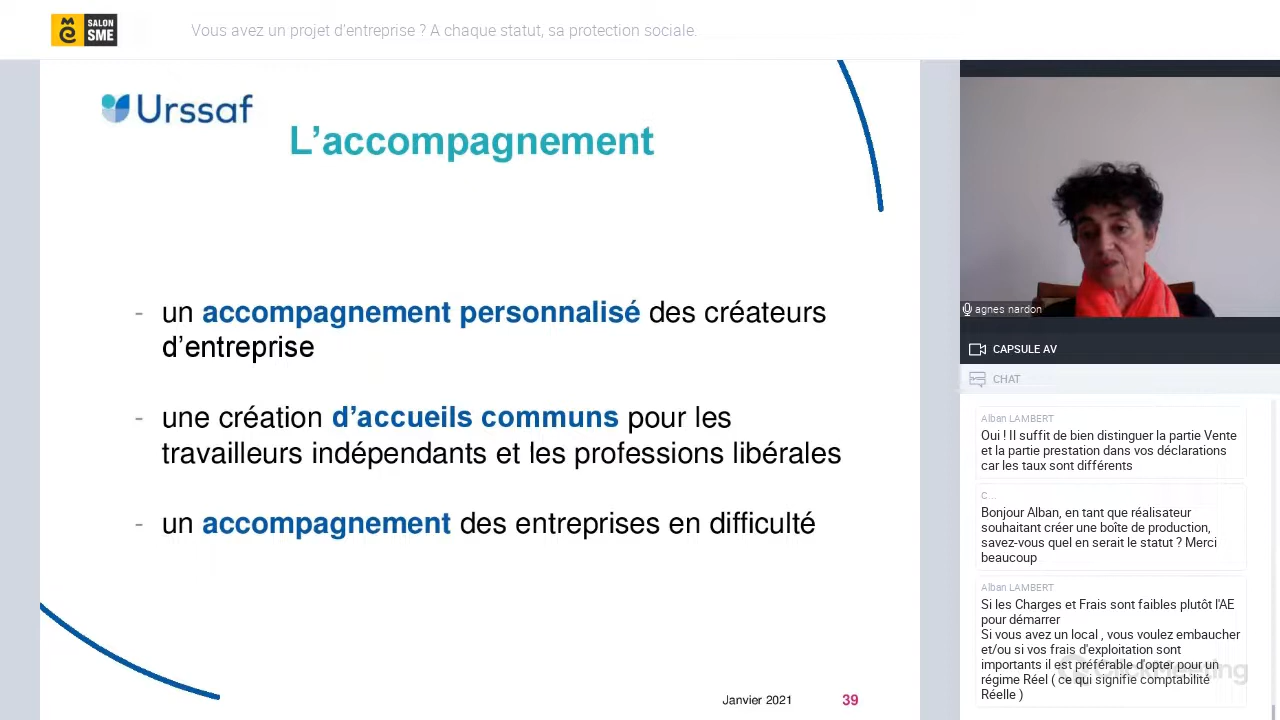 SALON
SME
Vous avez un projet d'entreprise ? A chaque statut, sa protection sociale.
Urssaf
L'accompagnement
- un accompagnement personnalisé des créateurs
d'entreprise
- une création d'accueils communs pour les
travailleurs indépendants et les professions libérales
- un accompagnement des entreprises en difficulté
Janvier 2021 39
agnes nardon
CAPSULE AV
CHAT
Alban LAMBERT
Oui ! Il suffit de bien distinguer la partie Vente
et la partie prestation dans vos déclarations
car les taux sont différents
C...
Bonjour Alban, en tant que réalisateur
souhaitant créer une boîte de production,
savez-vous quel en serait le statut ? Merci
beaucoup
Alban LAMBERT
Si les Charges et Frais sont faibles plutôt l'AE
pour démarrer
Si vous avez un local , vous voulez embaucher
et/ou si vos frais d'exploitation sont
importants il est préférable d'opter pour un
régime Réel ( ce qui signifie comptabilité
Réelle )